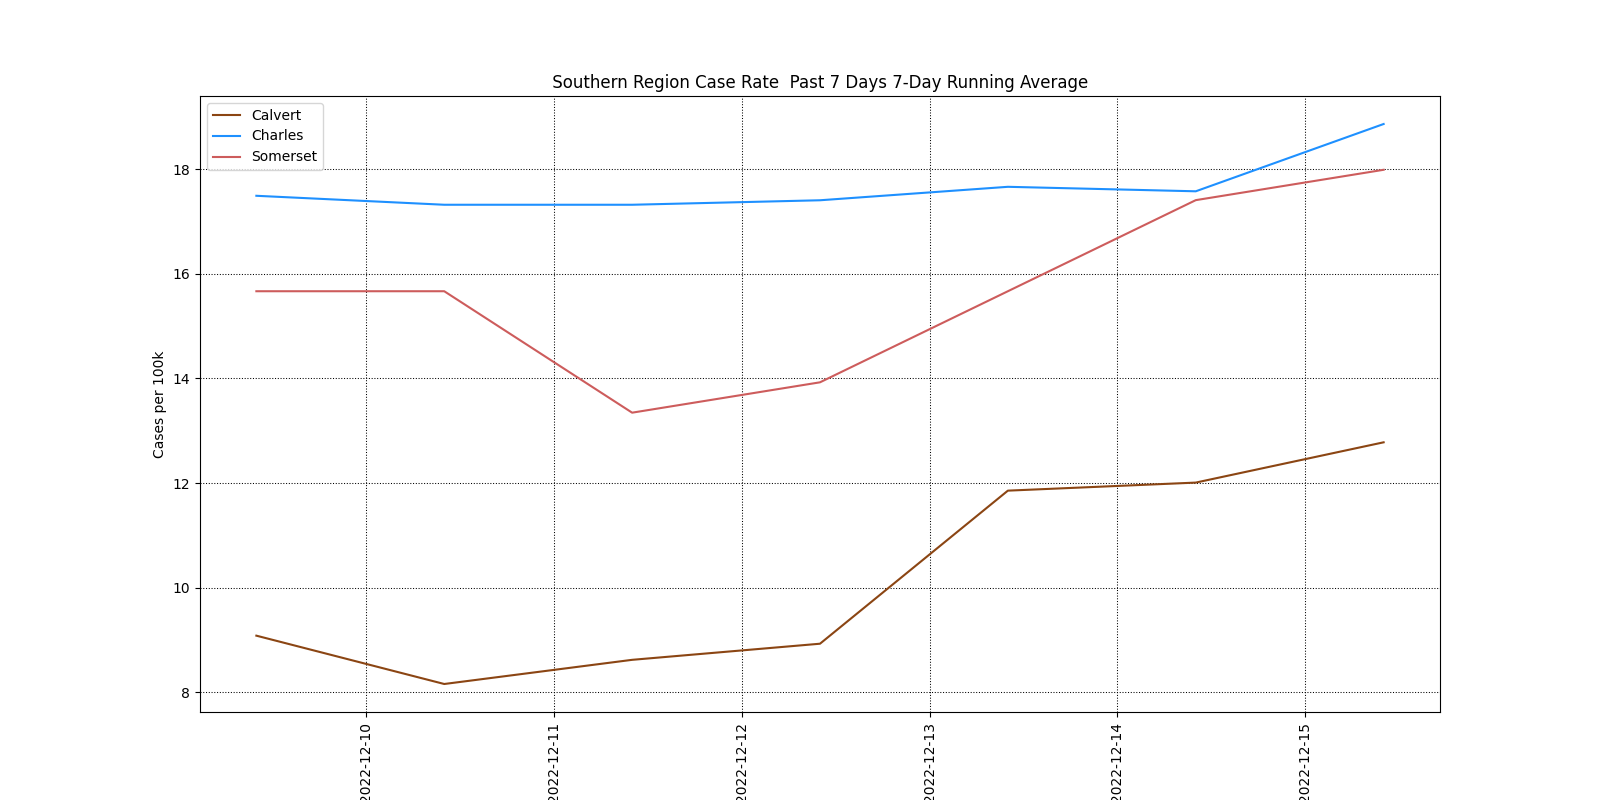 Southern Region Case Rate  Past 7 Days 7-Day Running Average
Calvert
Charles
Somerset
18
16
14
12
10
8
Cases per 100k
2022-12-10
2022-12-11
2022-12-12
2022-12-13
2022-12-14
2022-12-15